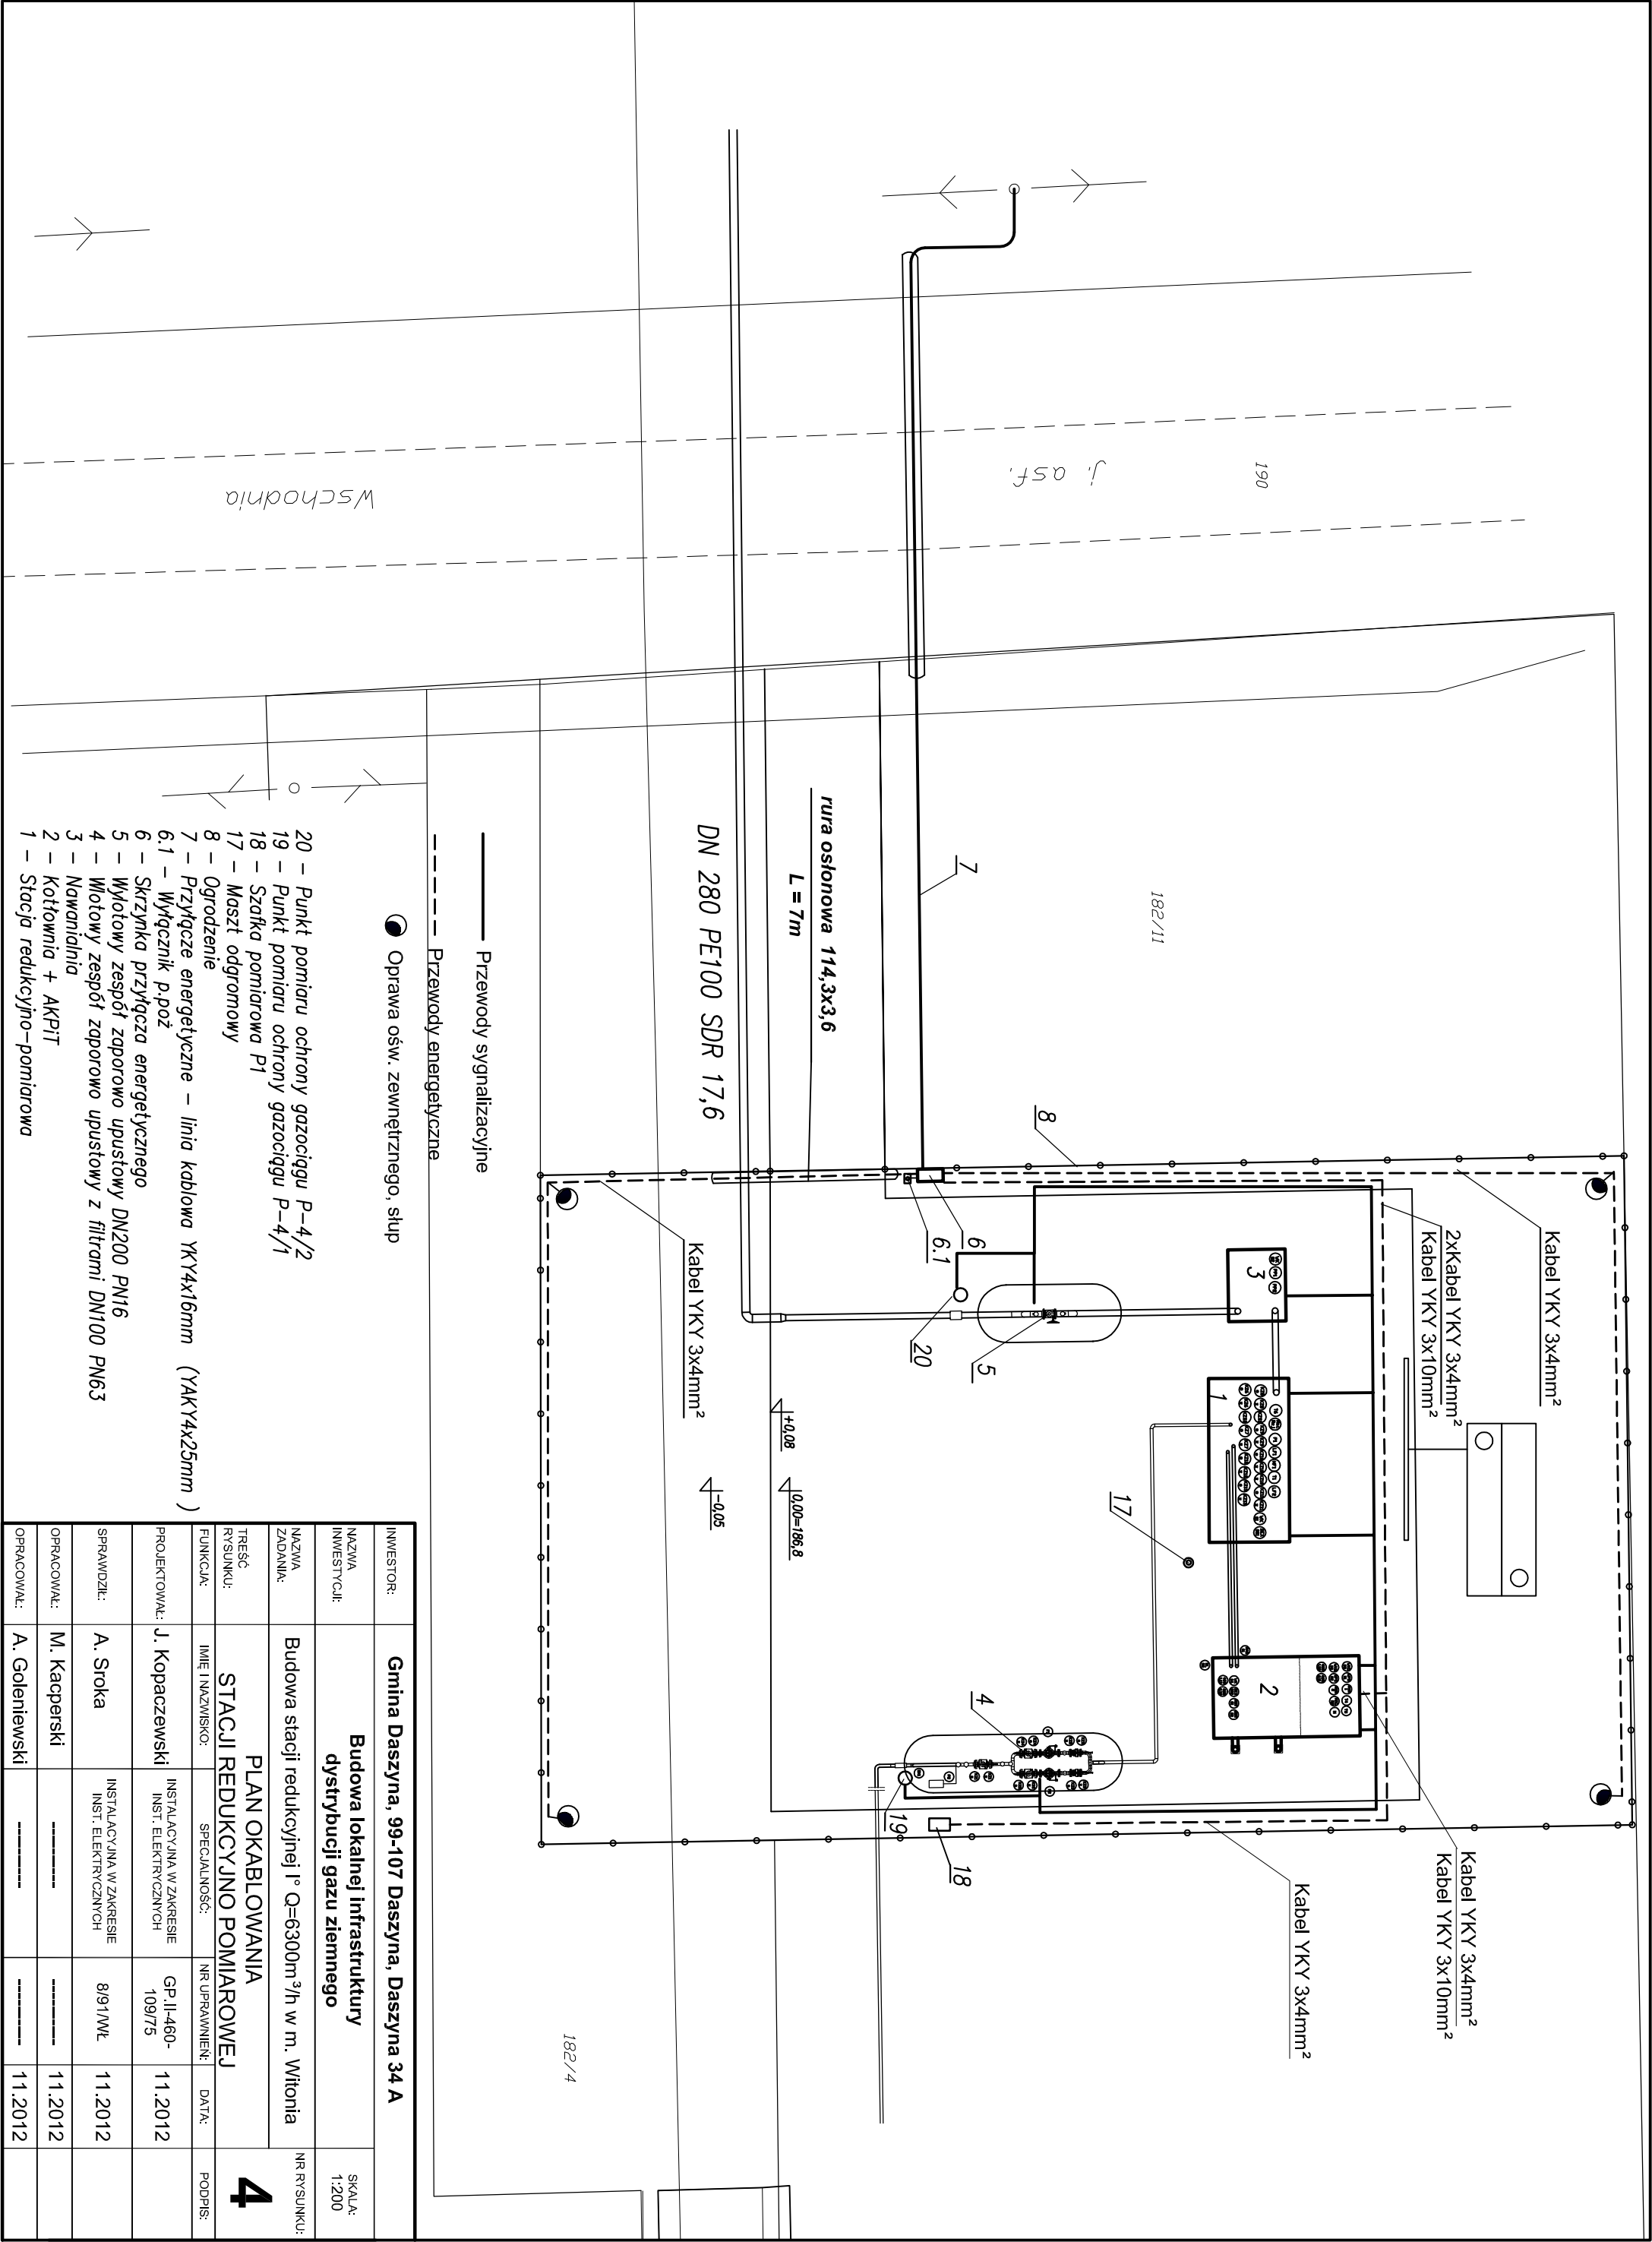 Wschodnia
j. asf.
190
182/11
182/4
7
rura osłonowa 114,3x3,6
L = 7m
DN 280 PE100 SDR 17,6
8
Kabel YKY 3x4mm²
2xKabel YKY 3x4mm²
Kabel YKY 3x10mm²
6
6.1
Kabel YKY 3x4mm²
20
5
3
1
2
17
+0,08
0,00=186,8
-0,05
4
19
18
Kabel YKY 3x4mm²
Kabel YKY 3x10mm²
Kabel YKY 3x4mm²
Przewody sygnalizacyjne
Przewody energetyczne
Oprawa ośw. zewnętrznego, słup
20 – Punkt pomiaru ochrony gazociągu P-4/2
19 – Punkt pomiaru ochrony gazociągu P-4/1
18 – Szafka pomiarowa P1
17 – Maszt odgromowy
8 – Ogrodzenie
7 – Przyłącze energetyczne – linia kablowa YKY4x16mm (YAKY4x25mm )
6.1 – Wyłącznik p.poż
6 – Skrzynka przyłącza energetycznego
5 – Wylotowy zespół zaporowo upustowy DN200 PN16
4 – Wlotowy zespół zaporowo upustowy z filtrami DN100 PN63
3 – Nawanialnia
2 – Kotłownia + AKPiT
1 – Stacja redukcyjno-pomiarowa
INWESTOR:
Gmina Daszyna, 99-107 Daszyna, Daszyna 34 A
NAZWA INWESTYCJI:
Budowa lokalnej infrastruktury
dystrybucji gazu ziemnego
SKALA:
1:200
NAZWA ZADANIA:
Budowa stacji redukcyjnej I° Q=6300m³/h w m. Witonia
NR RYSUNKU:
4
TREŚĆ RYSUNKU:
PLAN OKABLOWANIA
STACJI REDUKCYJNO POMIAROWEJ
FUNKCJA: IMIĘ I NAZWISKO: SPECJALNOŚĆ: NR UPRAWNIEŃ: DATA: PODPIS:
PROJEKTOWAŁ: J. Kopaczewski INSTALACYJNA W ZAKRESIE INST. ELEKTRYCZNYCH GP.II-460-109/75 11.2012
SPRAWDZIŁ: A. Sroka INSTALACYJNA W ZAKRESIE INST. ELEKTRYCZNYCH 8/91/WŁ 11.2012
OPRACOWAŁ: M. Kacperski ---------- ---------- 11.2012
OPRACOWAŁ: A. Goleniewski ---------- ---------- 11.2012